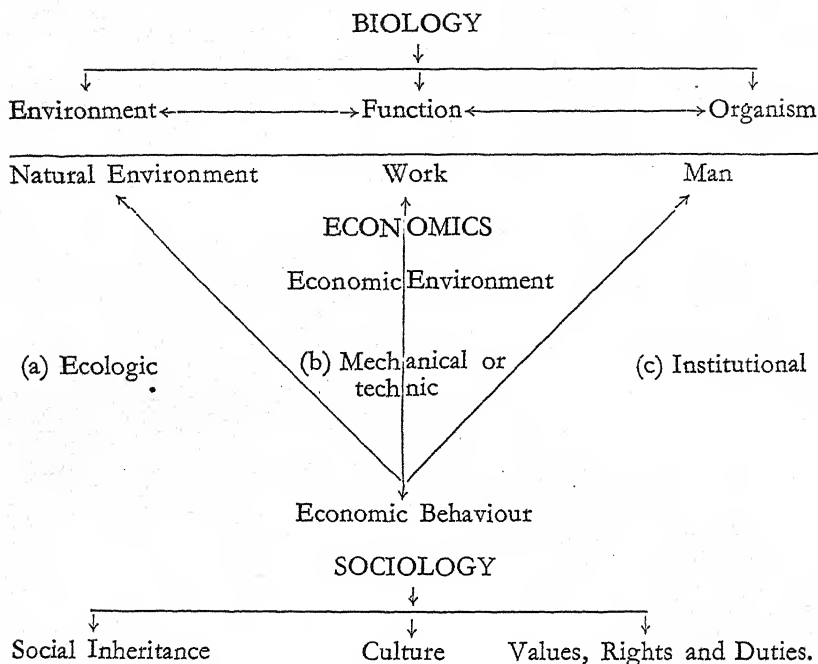 BIOLOGY
Environment Function Organism
Natural Environment Work Man
ECONOMICS
Economic Environment
(a) Ecologic (b) Mechanical or technic (c) Institutional
Economic Behaviour
SOCIOLOGY
Social Inheritance Culture Values, Rights and Duties.